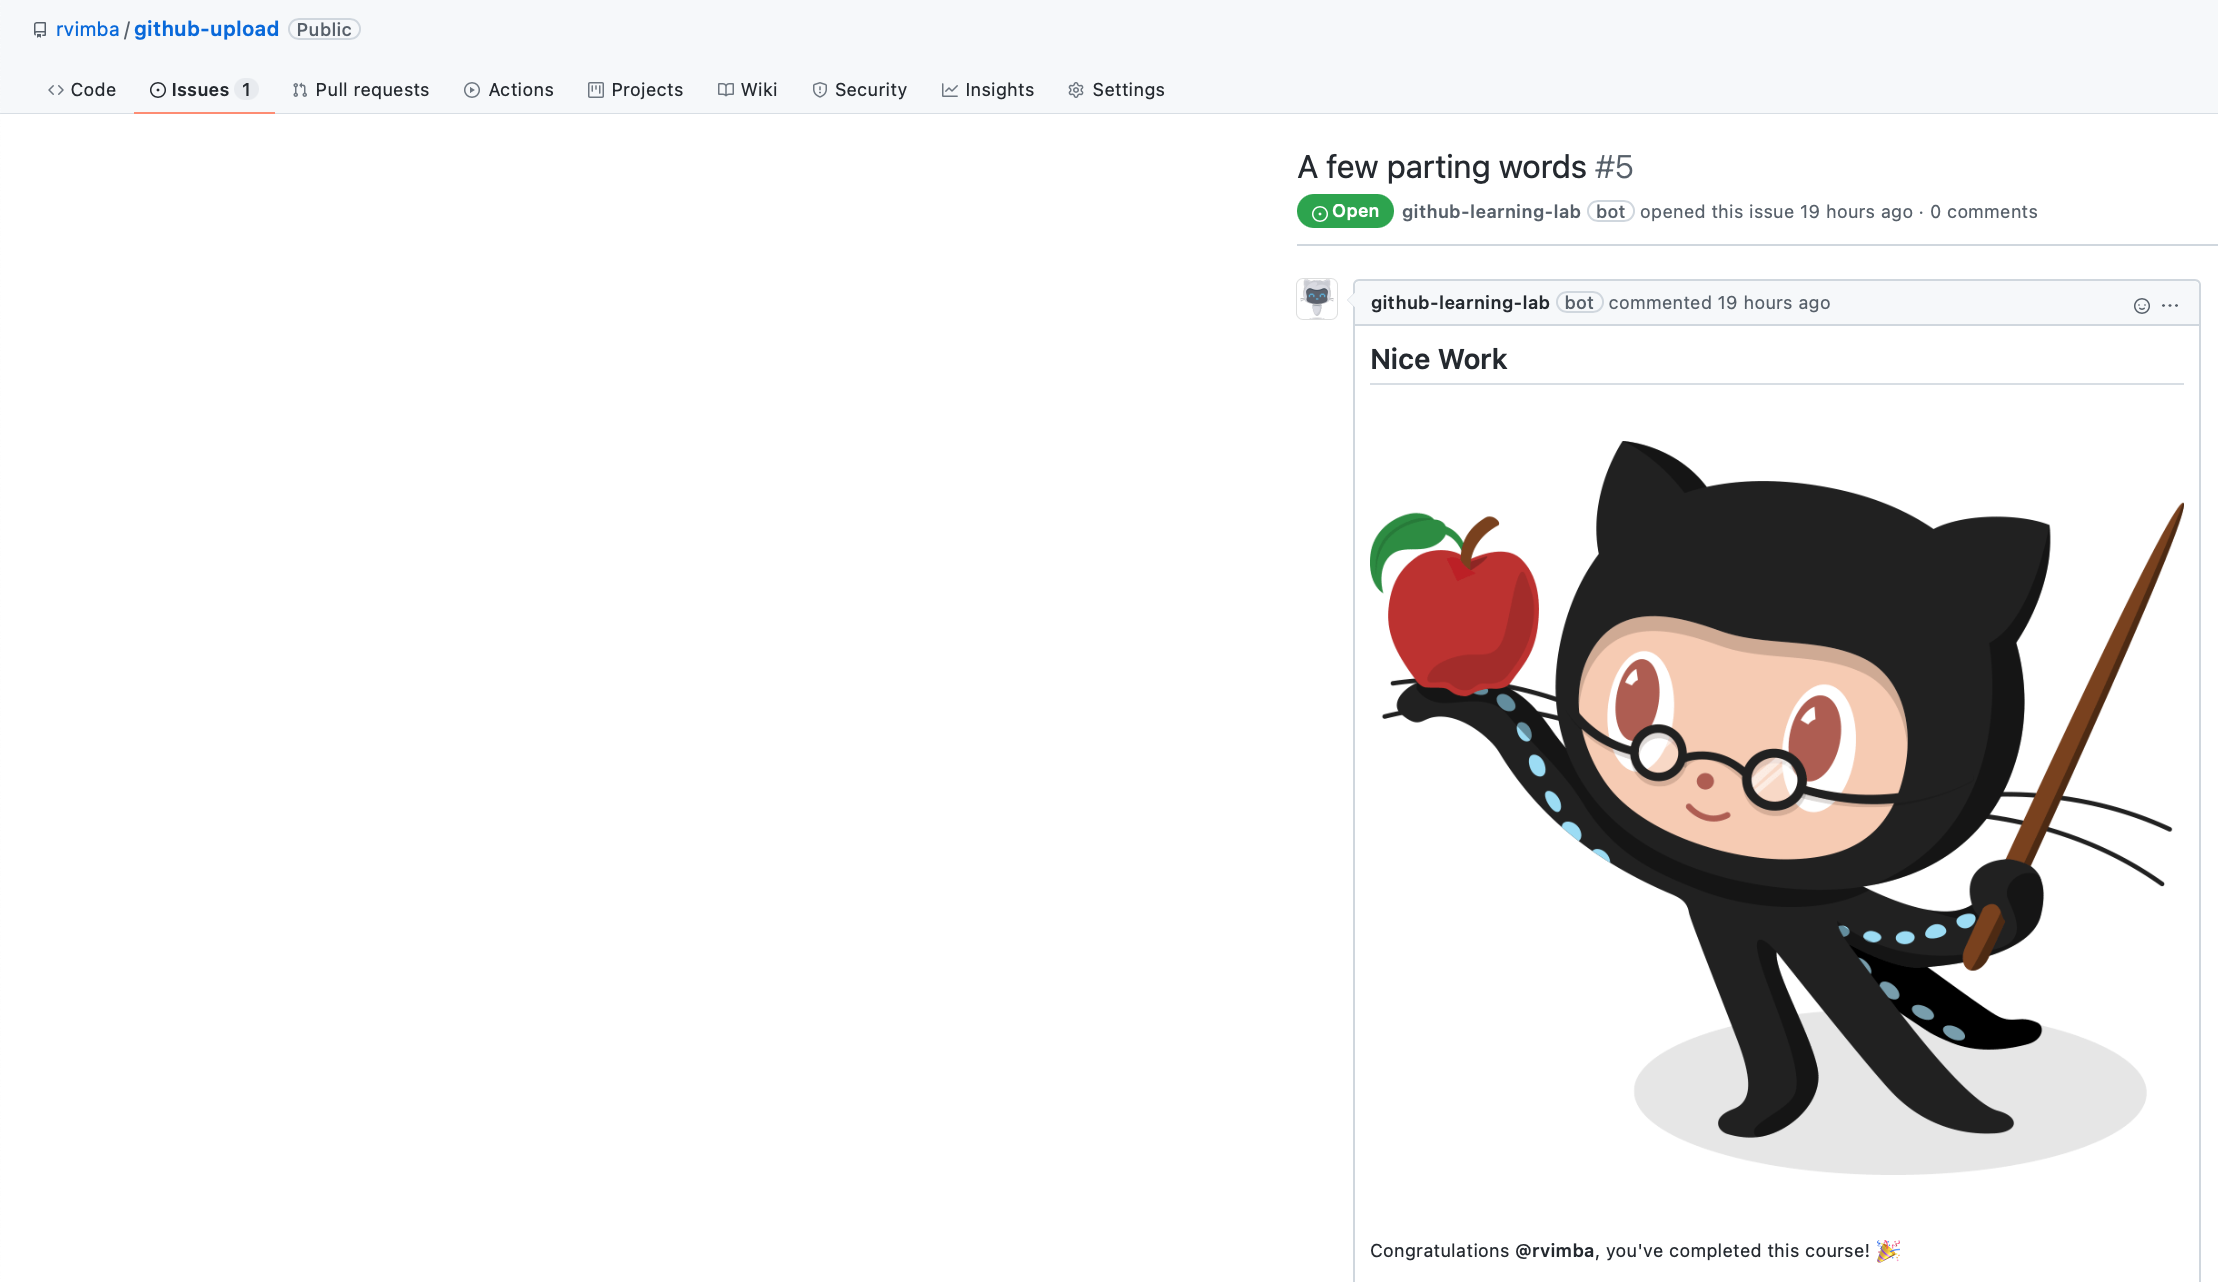 rvimba / github-upload Public
Code Issues 1 Pull requests Actions Projects Wiki Security Insights Settings
A few parting words #5
Open github-learning-lab bot opened this issue 19 hours ago · 0 comments
github-learning-lab bot commented 19 hours ago
Nice Work
Congratulations @rvimba, you've completed this course! 🎉